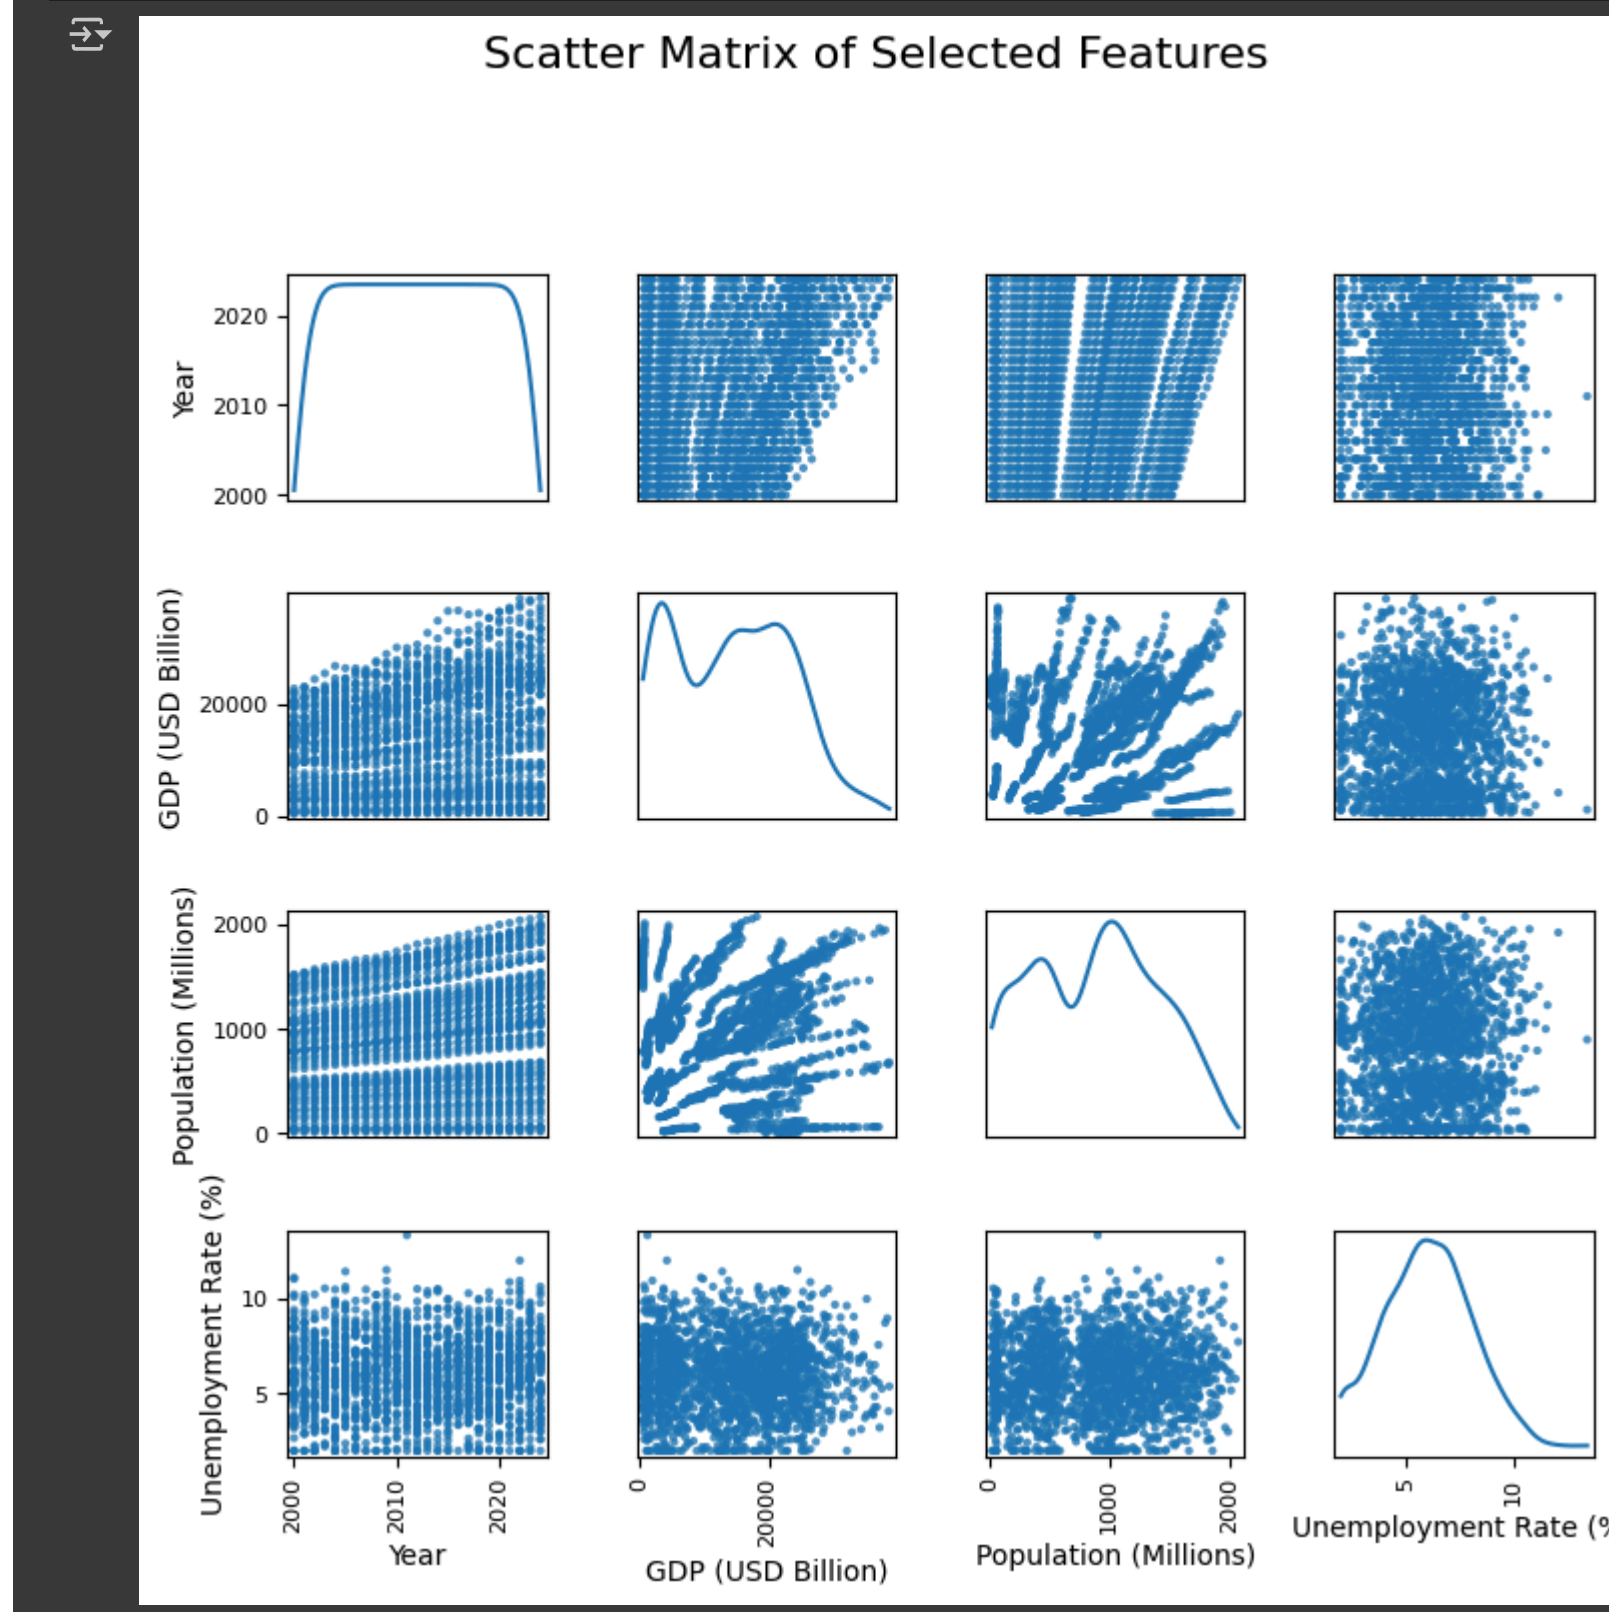 Scatter Matrix of Selected Features
Year
2020
2010
2000
GDP (USD Billion)
20000
0
Population (Millions)
2000
1000
0
Unemployment Rate (%)
10
5
2000
2010
2020
Year
0
20000
GDP (USD Billion)
0
1000
2000
Population (Millions)
5
10
Unemployment Rate (%